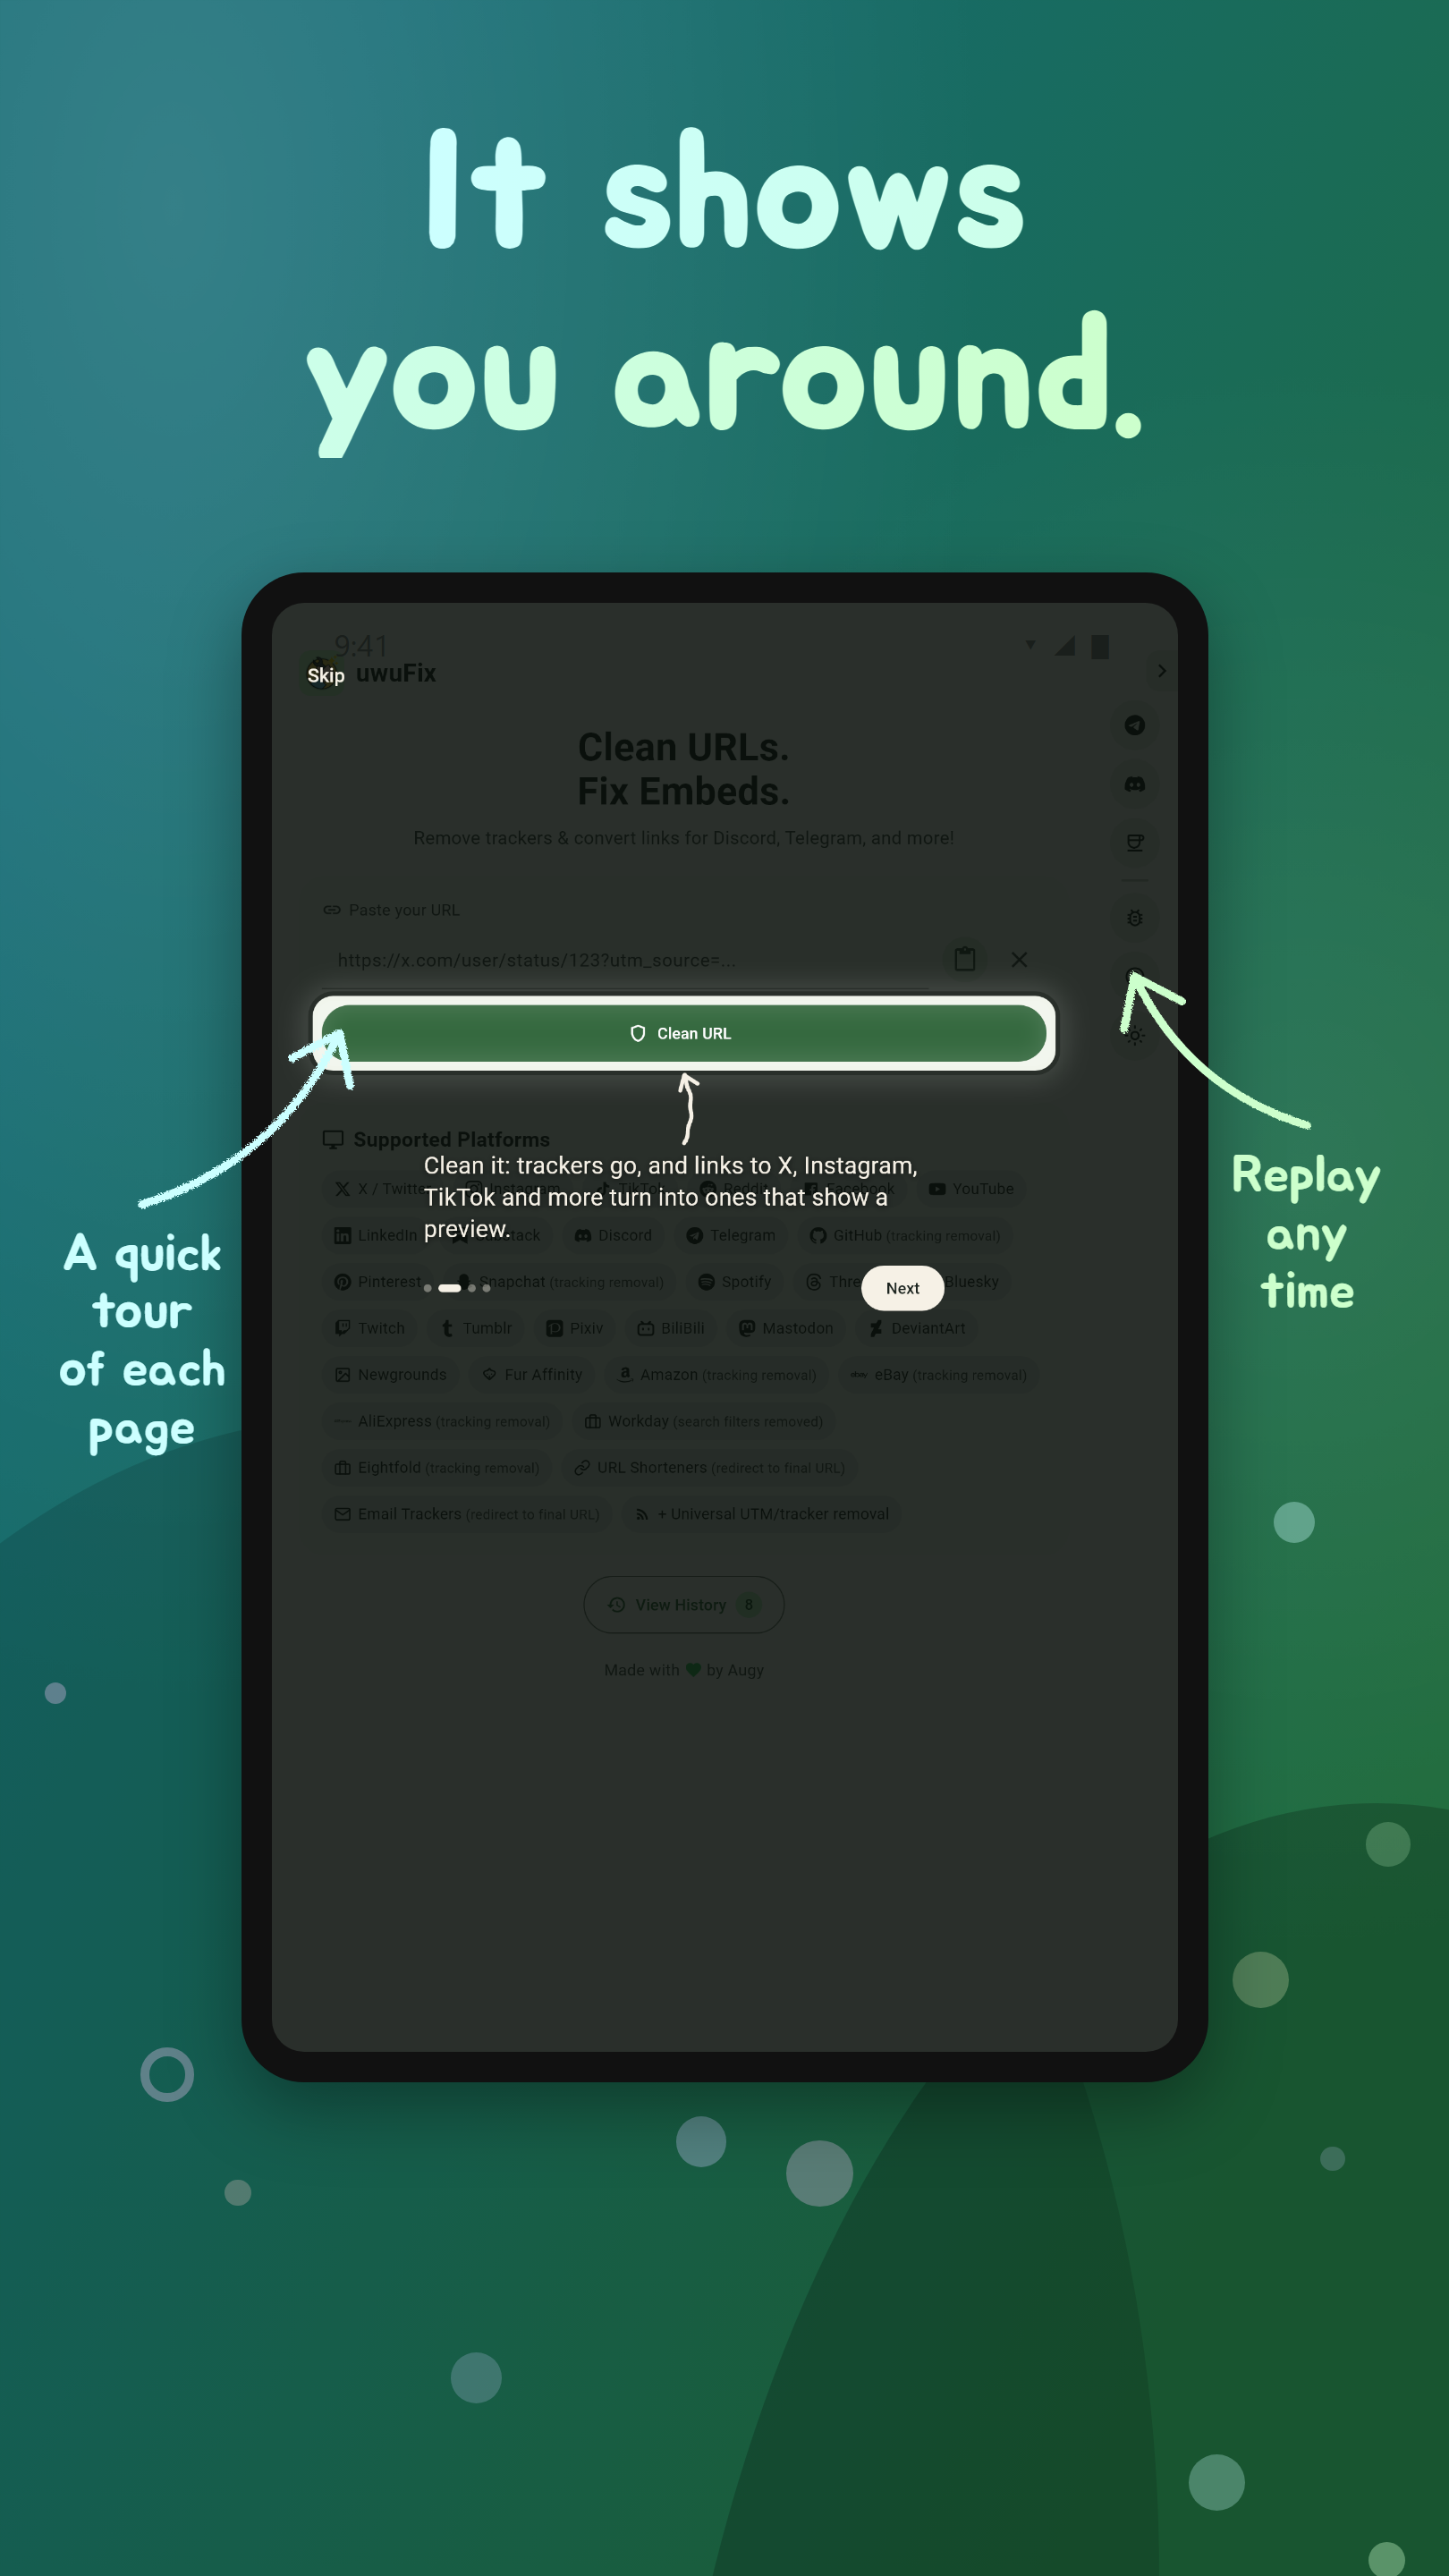 It shows
you around.
9:41
Skip
uwuFix
Clean URLs.
Fix Embeds.
Remove trackers & convert links for Discord, Telegram, and more!
Paste your URL
https://x.com/user/status/123?utm_source=...
Clean URL
Supported Platforms
Clean it: trackers go, and links to X, Instagram,
TikTok and more turn into ones that show a
preview.
X / Twitter Instagram TikTok Reddit Facebook YouTube
LinkedIn Discord Telegram GitHub (tracking removal)
Pinterest Snapchat (tracking removal) Spotify Bluesky
Next
Twitch Tumblr Pixiv BiliBili Mastodon DeviantArt
Newgrounds Fur Affinity Amazon (tracking removal) eBay (tracking removal)
AliExpress (tracking removal) Workday (search filters removed)
Eightfold (tracking removal) URL Shorteners (redirect to final URL)
Email Trackers (redirect to final URL) + Universal UTM/tracker removal
View History 8
Made with by Augy
A quick
tour
of each
page
Replay
any
time